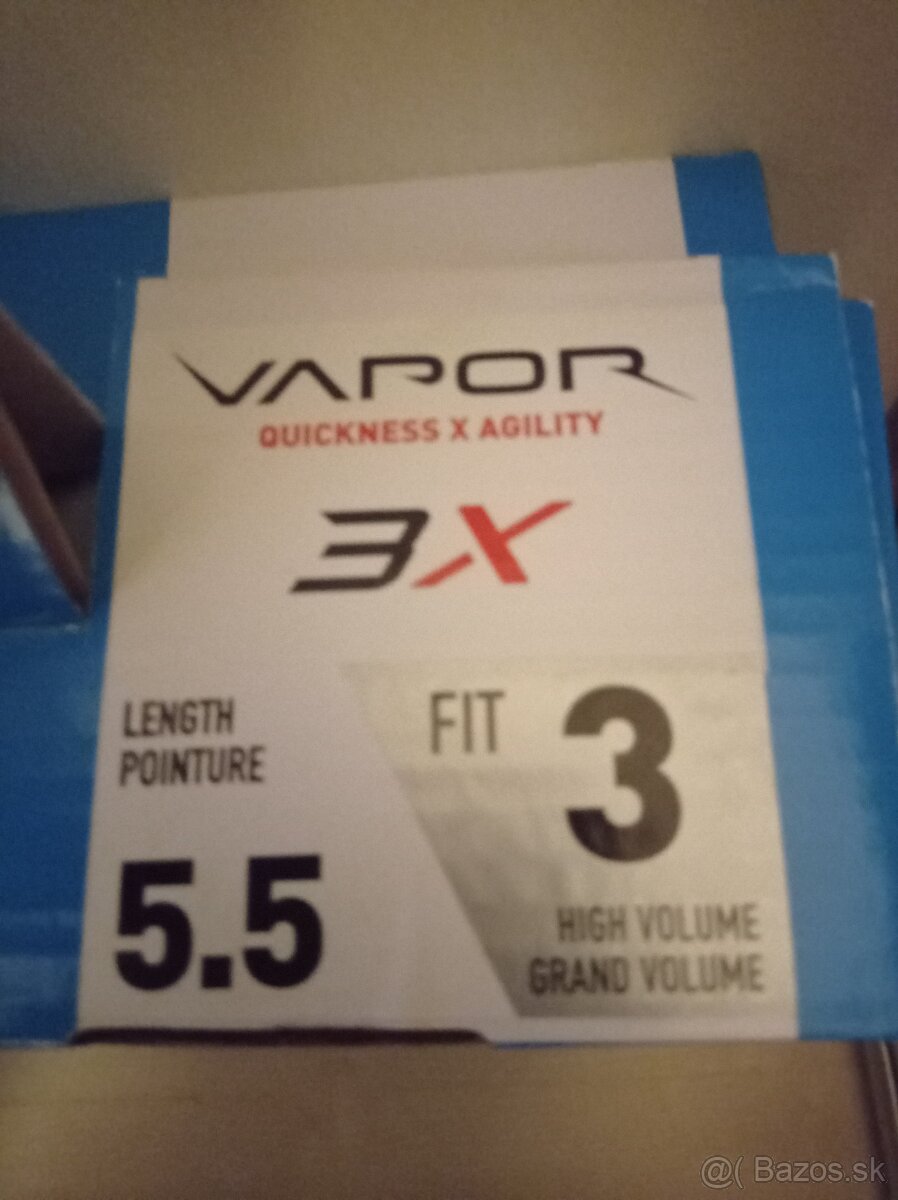 VAPOR
QUICKNESS X AGILITY
3X
LENGTH
POINTURE
5.5
FIT 3
HIGH VOLUME
GRAND VOLUME
@( Bazos.sk